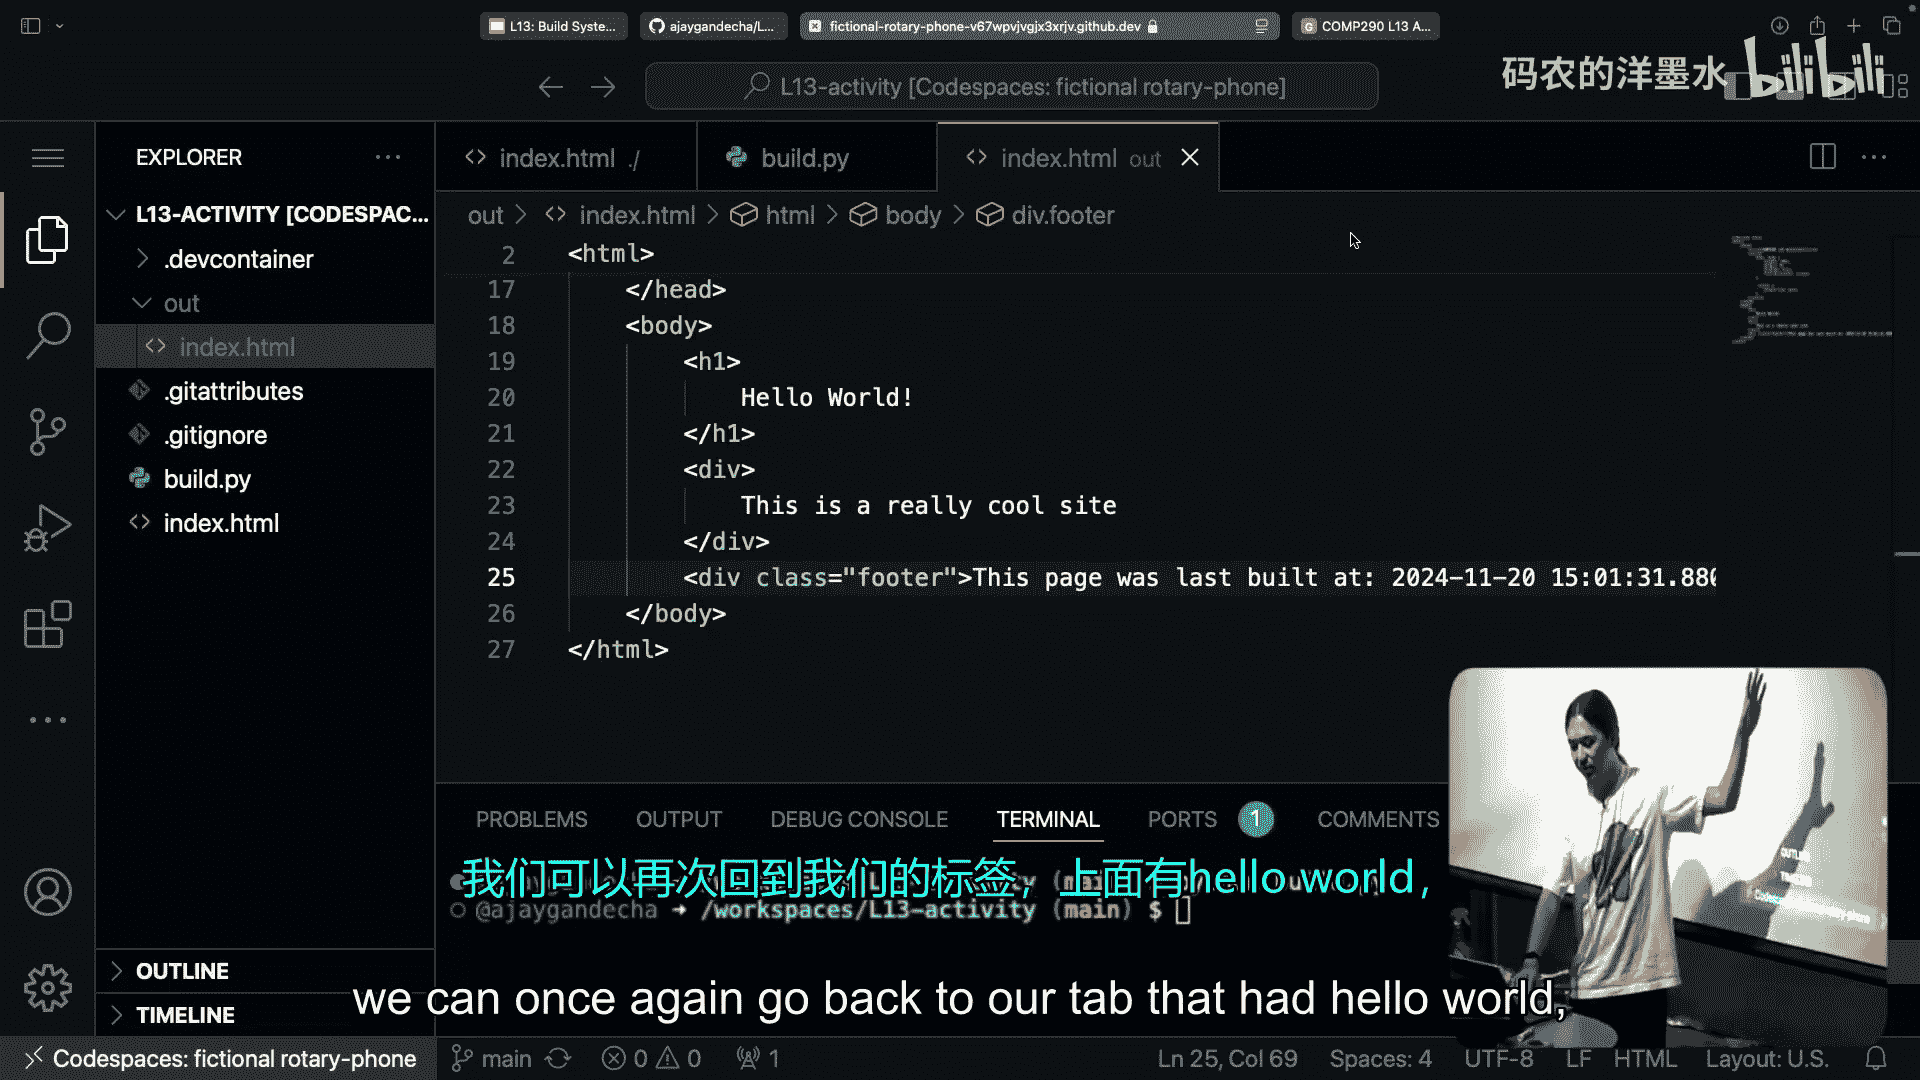 L13: Build Syste...
ajaygandecha/L...
fictional-rotary-phone-v67wpvjvgjx3xrjv.github.dev
COMP290 L13 A...
L13-activity [Codespaces: fictional rotary-phone]
码农的洋墨水
bilibili
EXPLORER
L13-ACTIVITY [CODESPAC...
.devcontainer
out
index.html
.gitattributes
.gitignore
build.py
index.html
OUTLINE
TIMELINE
index.html ./
build.py
index.html out
out > index.html > html > body > div.footer
2 <html>
17 </head>
18 <body>
19 <h1>
20 Hello World!
21 </h1>
22 <div>
23 This is a really cool site
24 </div>
25 <div class="footer">This page was last built at: 2024-11-20 15:01:31.880
26 </body>
27 </html>
PROBLEMS OUTPUT DEBUG CONSOLE TERMINAL PORTS 1 COMMENTS
我们可以再次回到我们的标签，上面有hello world，
@ajaygandecha → /workspaces/L13-activity (main) $
we can once again go back to our tab that had hello world,
Codespaces: fictional rotary-phone main 0 0 1 Ln 25, Col 69 Spaces: 4 UTF-8 LF HTML Layout: U.S.